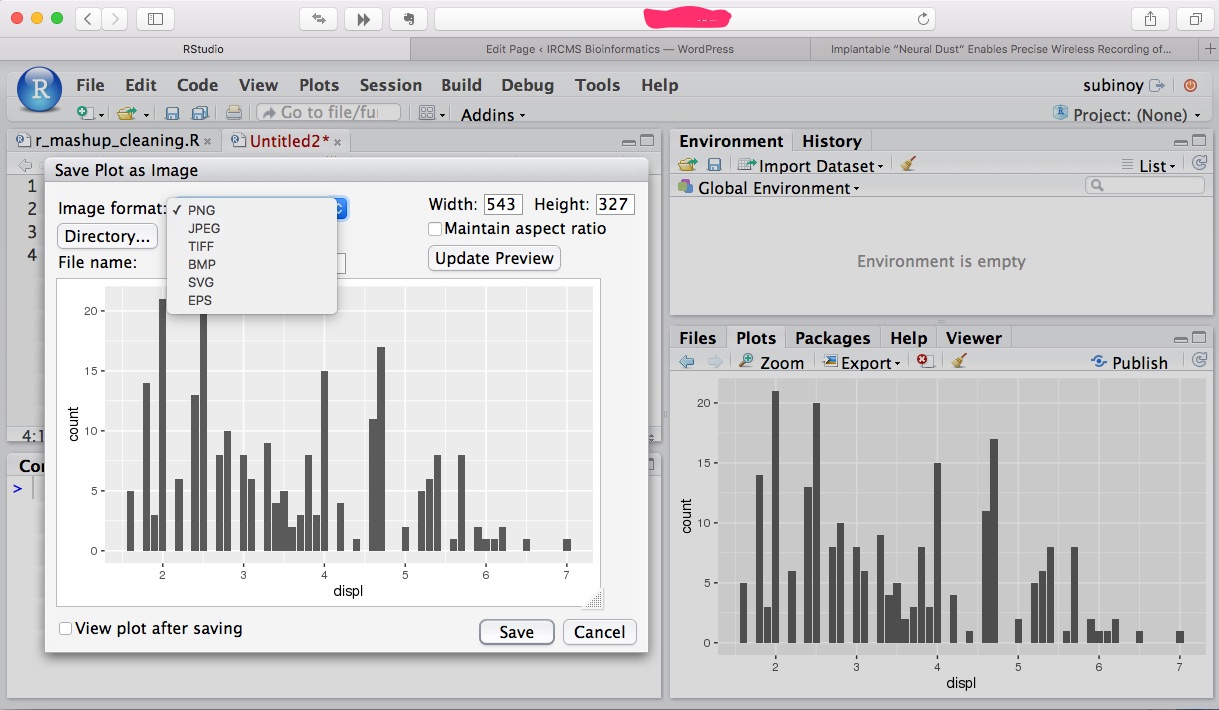 RStudio
Edit Page ‹ IRCMS Bioinformatics — WordPress
Implantable “Neural Dust” Enables Precise Wireless Recording of...
R
File Edit Code View Plots Session Build Debug Tools Help
subinoy
Go to file/fu
Addins
Project: (None)
r_mashup_cleaning.R
Untitled2*
1
2
3
4
4:1
Save Plot as Image
Image format:
✓ PNG
JPEG
TIFF
BMP
SVG
EPS
Directory...
File name:
Width: 543 Height: 327
Maintain aspect ratio
Update Preview
20
15
10
5
0
count
2 3 4 5 6 7
displ
View plot after saving
Save
Cancel
>
Environment History
Import Dataset
List
Global Environment
Environment is empty
Files Plots Packages Help Viewer
Zoom Export Publish
20
15
10
5
0
count
2 3 4 5 6 7
displ